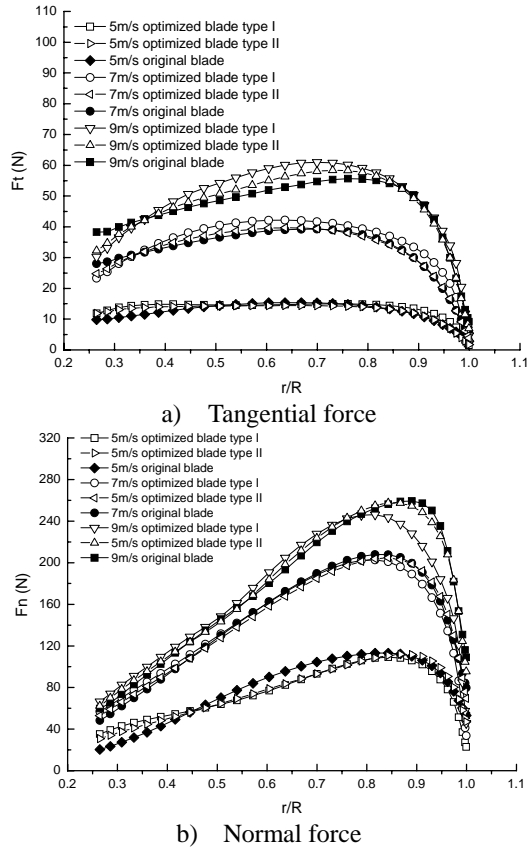 110
100
90
80
70
60
50
40
30
20
10
0
Ft (N)
5m/s optimized blade type I
5m/s optimized blade type II
5m/s original blade
7m/s optimized blade type I
7m/s optimized blade type II
7m/s original blade
9m/s optimized blade type I
9m/s optimized blade type II
9m/s original blade
0.2 0.3 0.4 0.5 0.6 0.7 0.8 0.9 1.0 1.1
r/R
a) Tangential force
320
280
240
200
160
120
80
40
0
Fn (N)
5m/s optimized blade type I
5m/s optimized blade type II
5m/s original blade
7m/s optimized blade type I
5m/s optimized blade type II
7m/s original blade
9m/s optimized blade type I
5m/s optimized blade type II
9m/s original blade
0.2 0.3 0.4 0.5 0.6 0.7 0.8 0.9 1.0 1.1
r/R
b) Normal force